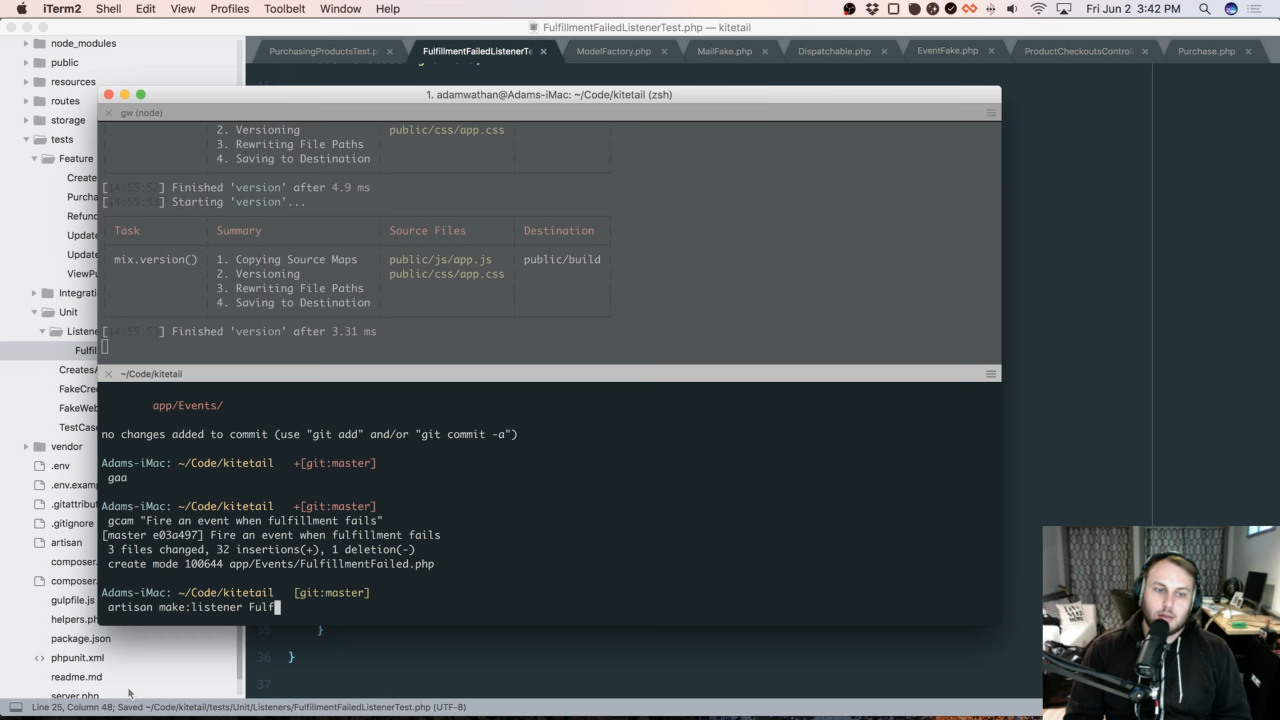 iTerm2 Shell Edit View Profiles Toolbelt Window Help Fri Jun 2 3:42 PM
FulfillmentFailedListenerTest.php — kitetail
node_modules
public
resources
routes
storage
tests
Feature
Create
Purcha
Refun
Update
Update
ViewPu
Integrati
Unit
Listene
Fulfil
CreatesA
FakeCre
FakeWeb
TestCas
vendor
.env
.env.examp
.gitattribut
.gitignore
artisan
compose
compose
gulpfile.js
helpers.ph
package.json
phpunit.xml
readme.md
server.php
PurchasingProductsTest.p × FulfillmentFailedListenerTe × ModelFactory.php × MailFake.php × Dispatchable.php × EventFake.php × ProductCheckoutsControl × Purchase.php ×
1. adamwathan@Adams-iMac: ~/Code/kitetail (zsh)
gw (node)
2. Versioning public/css/app.css
3. Rewriting File Paths
4. Saving to Destination
[14:55:52] Finished 'version' after 4.9 ms
[14:55:53] Starting 'version'...
Task Summary Source Files Destination
mix.version() 1. Copying Source Maps public/js/app.js public/build
2. Versioning public/css/app.css
3. Rewriting File Paths
4. Saving to Destination
[14:55:53] Finished 'version' after 3.31 ms
~/Code/kitetail
app/Events/
no changes added to commit (use "git add" and/or "git commit -a")
Adams-iMac: ~/Code/kitetail +[git:master]
gaa
Adams-iMac: ~/Code/kitetail +[git:master]
gcam "Fire an event when fulfillment fails"
[master e03a497] Fire an event when fulfillment fails
3 files changed, 32 insertions(+), 1 deletion(-)
create mode 100644 app/Events/FulfillmentFailed.php
Adams-iMac: ~/Code/kitetail [git:master]
artisan make:listener Fulf
35 }
36 }
37
Line 25, Column 48; Saved ~/Code/kitetail/tests/Unit/Listeners/FulfillmentFailedListenerTest.php (UTF-8)